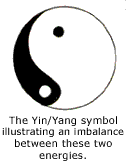 The Yin/Yang symbol
illustrating an imbalance
between these two
energies.